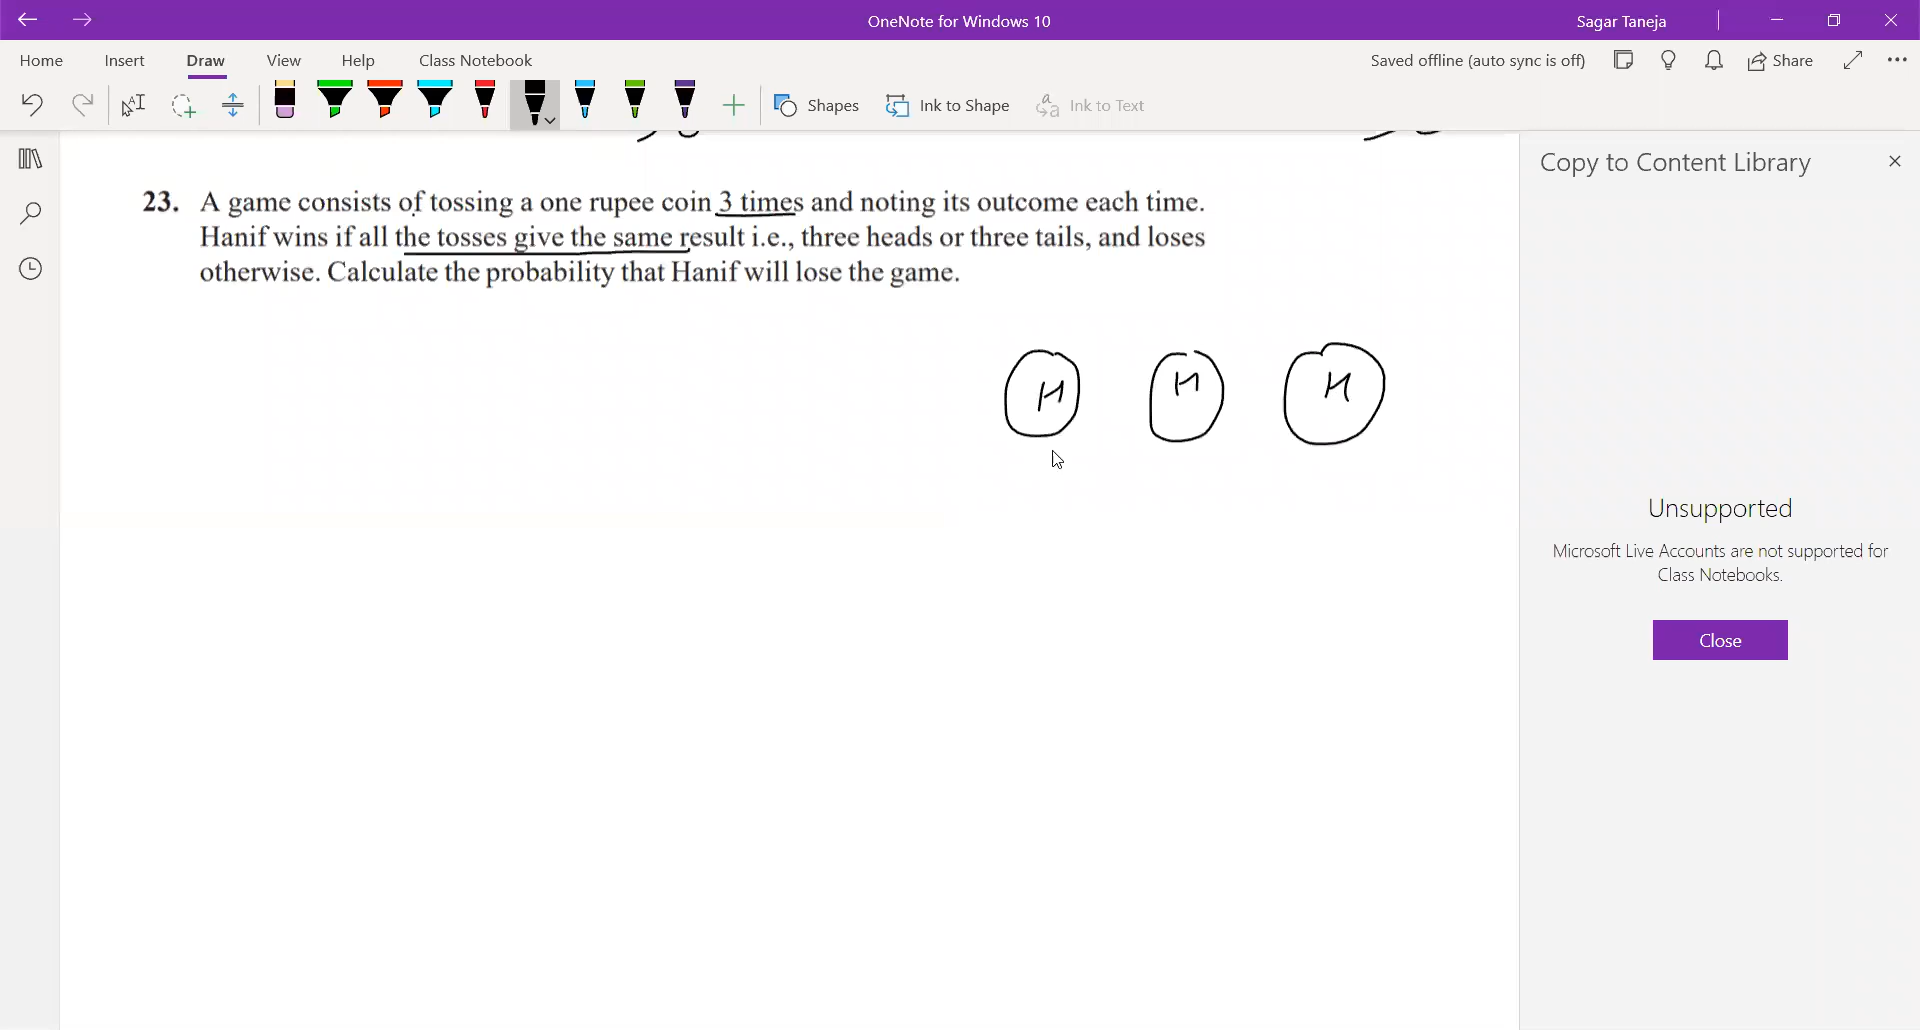 OneNote for Windows 10
Sagar Taneja
Home Insert Draw View Help Class Notebook
Saved offline (auto sync is off) Share
Shapes Ink to Shape Ink to Text
Copy to Content Library
23. A game consists of tossing a one rupee coin 3 times and noting its outcome each time.
Hanif wins if all the tosses give the same result i.e., three heads or three tails, and loses
otherwise. Calculate the probability that Hanif will lose the game.
H H H
Unsupported
Microsoft Live Accounts are not supported for
Class Notebooks.
Close